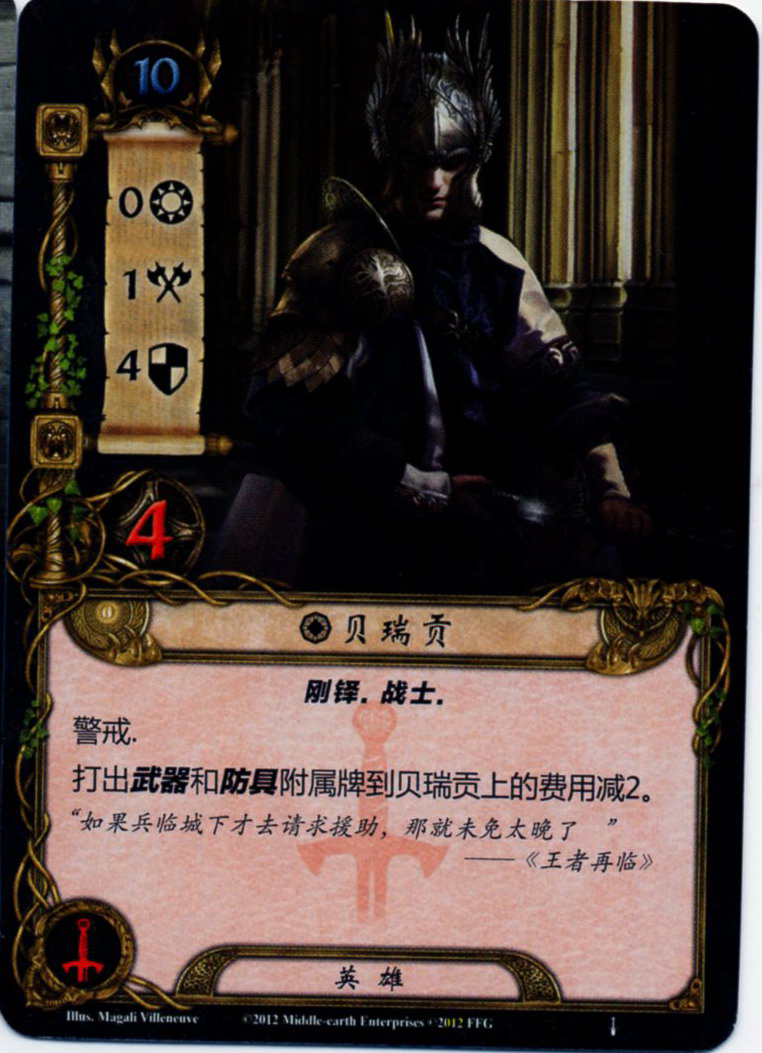 10
0
1
4
4
贝瑞贡
刚铎. 战士.
警戒.
打出武器和防具附属牌到贝瑞贡上的费用减2。
“如果兵临城下才去请求援助，那就未免太晚了 ”
——《王者再临》
英 雄
Illus. Magali Villeneuve ©2012 Middle-earth Enterprises ©2012 FFG 1